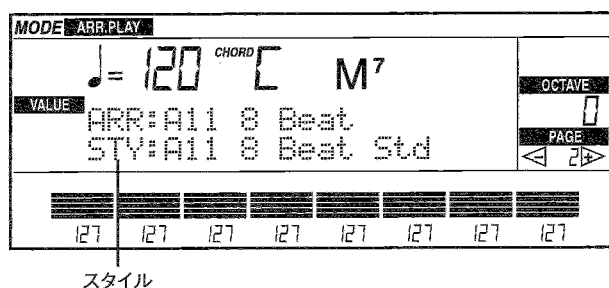 MODE ARR.PLAY
♩= 120 CHORD C M7
OCTAVE
0
VALUE
ARR:A11 8 Beat
STY:A11 8 Beat Std
PAGE
- 2 +
127 127 127 127 127 127 127 127
スタイル